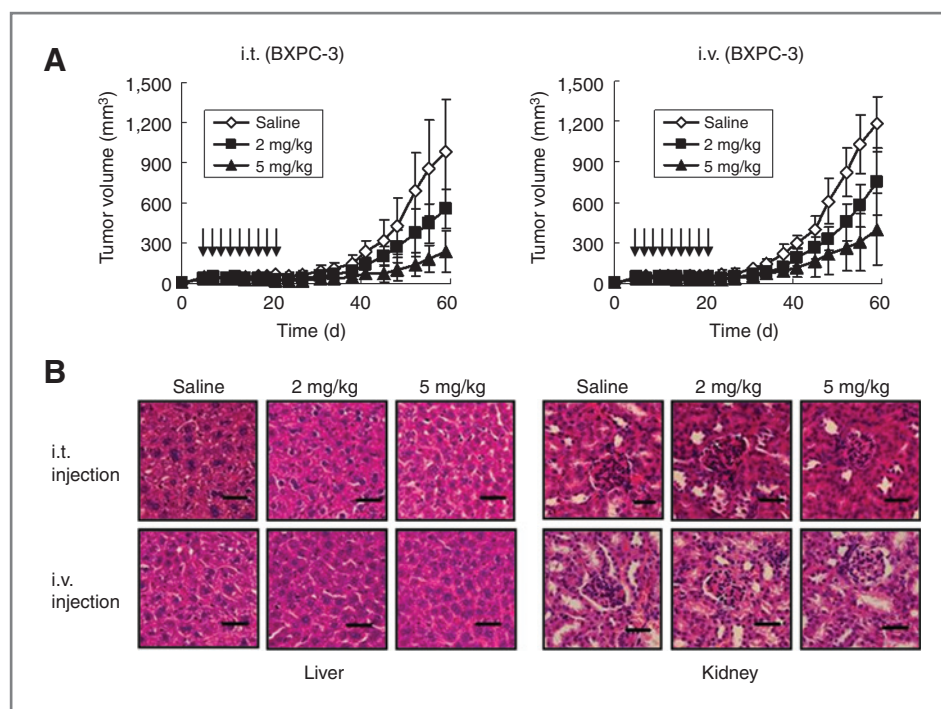 A
i.t. (BXPC-3)
Tumor volume (mm³)
1,500
1,200
900
600
300
0
Saline
2 mg/kg
5 mg/kg
0
20
40
60
Time (d)
i.v. (BXPC-3)
Tumor volume (mm³)
1,500
1,200
900
600
300
0
Saline
2 mg/kg
5 mg/kg
0
20
40
60
Time (d)
B
Saline
2 mg/kg
5 mg/kg
Saline
2 mg/kg
5 mg/kg
i.t.
injection
i.v.
injection
Liver
Kidney